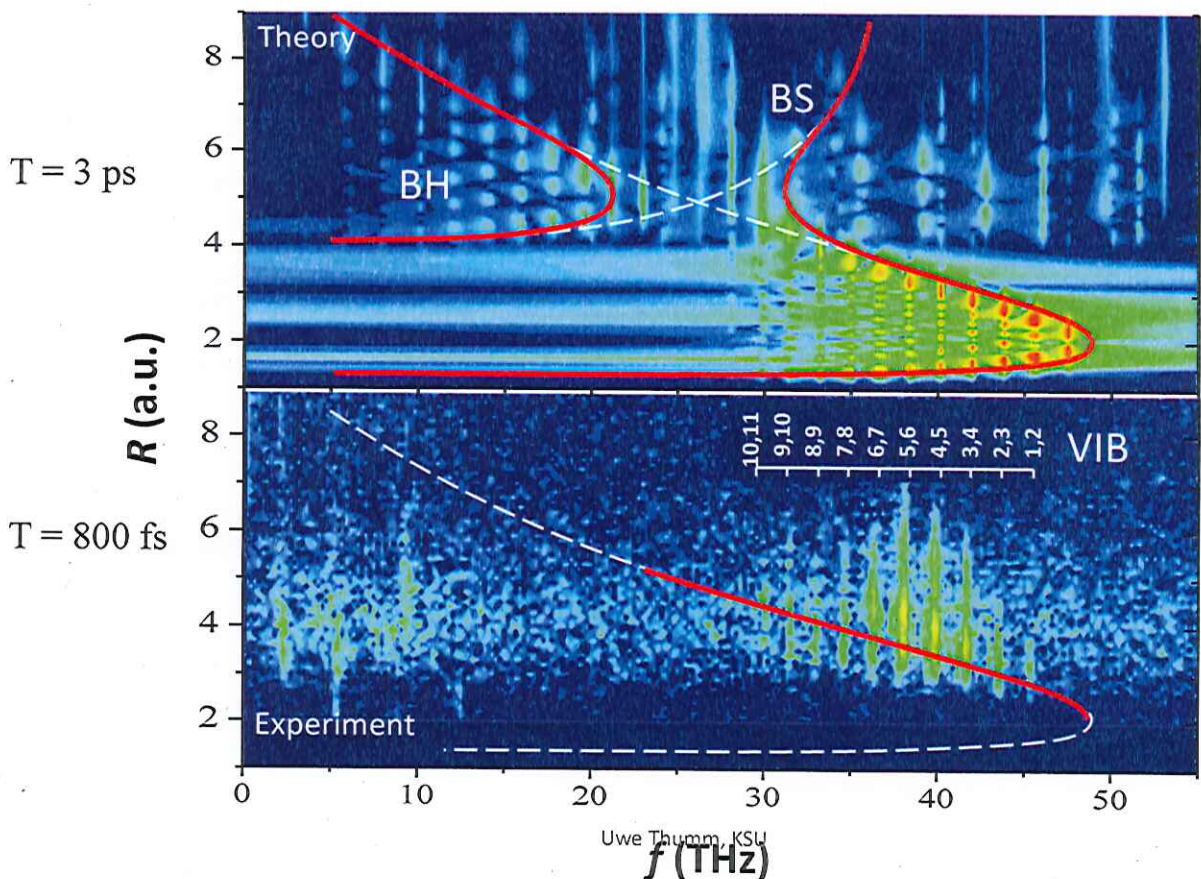 Theory
BS
BH
T = 3 ps
8
6
4
2
R (a.u.)
10,11
9,10
8,9
7,8
6,7
5,6
4,5
3,4
2,3
1,2
VIB
8
6
4
2
T = 800 fs
Experiment
0 10 20 30 40 50
Uwe Thumm, KSU
f (THz)